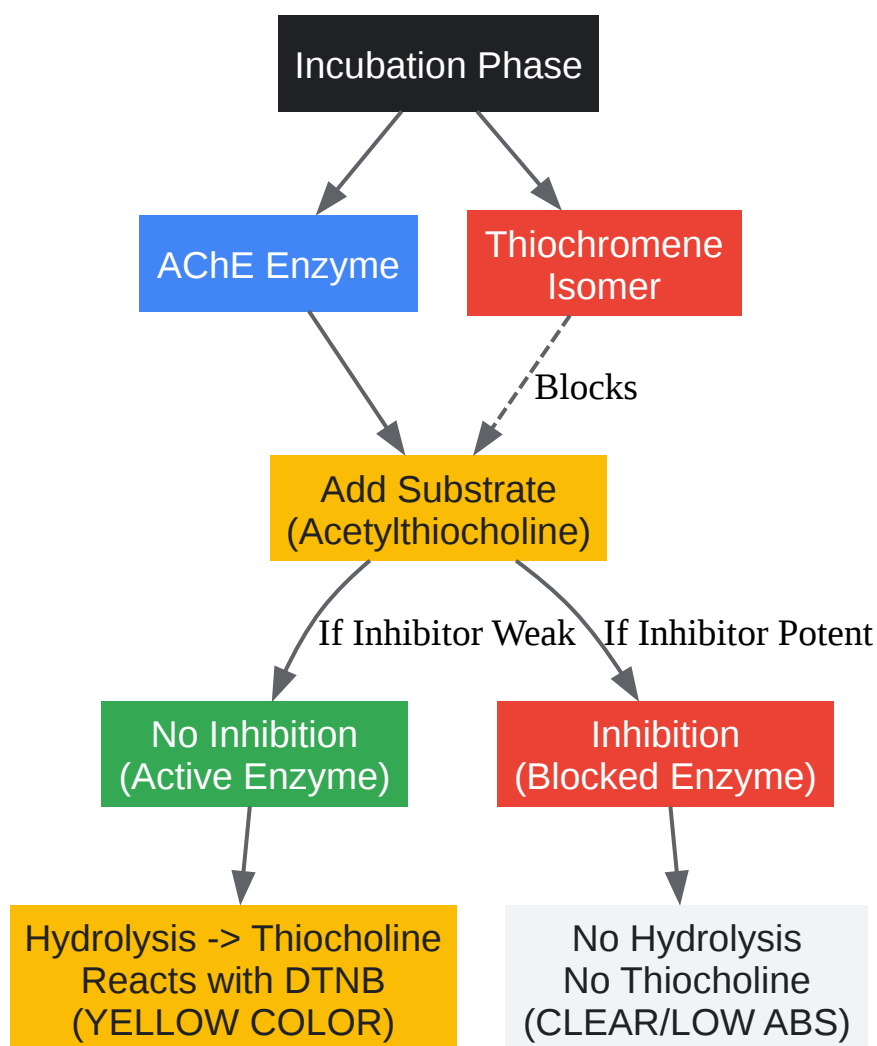 Incubation Phase
AChE Enzyme
Thiochromene
Isomer
Blocks
Add Substrate
(Acetylthiocholine)
If Inhibitor Weak
If Inhibitor Potent
No Inhibition
(Active Enzyme)
Inhibition
(Blocked Enzyme)
Hydrolysis -> Thiocholine
Reacts with DTNB
(YELLOW COLOR)
No Hydrolysis
No Thiocholine
(CLEAR/LOW ABS)